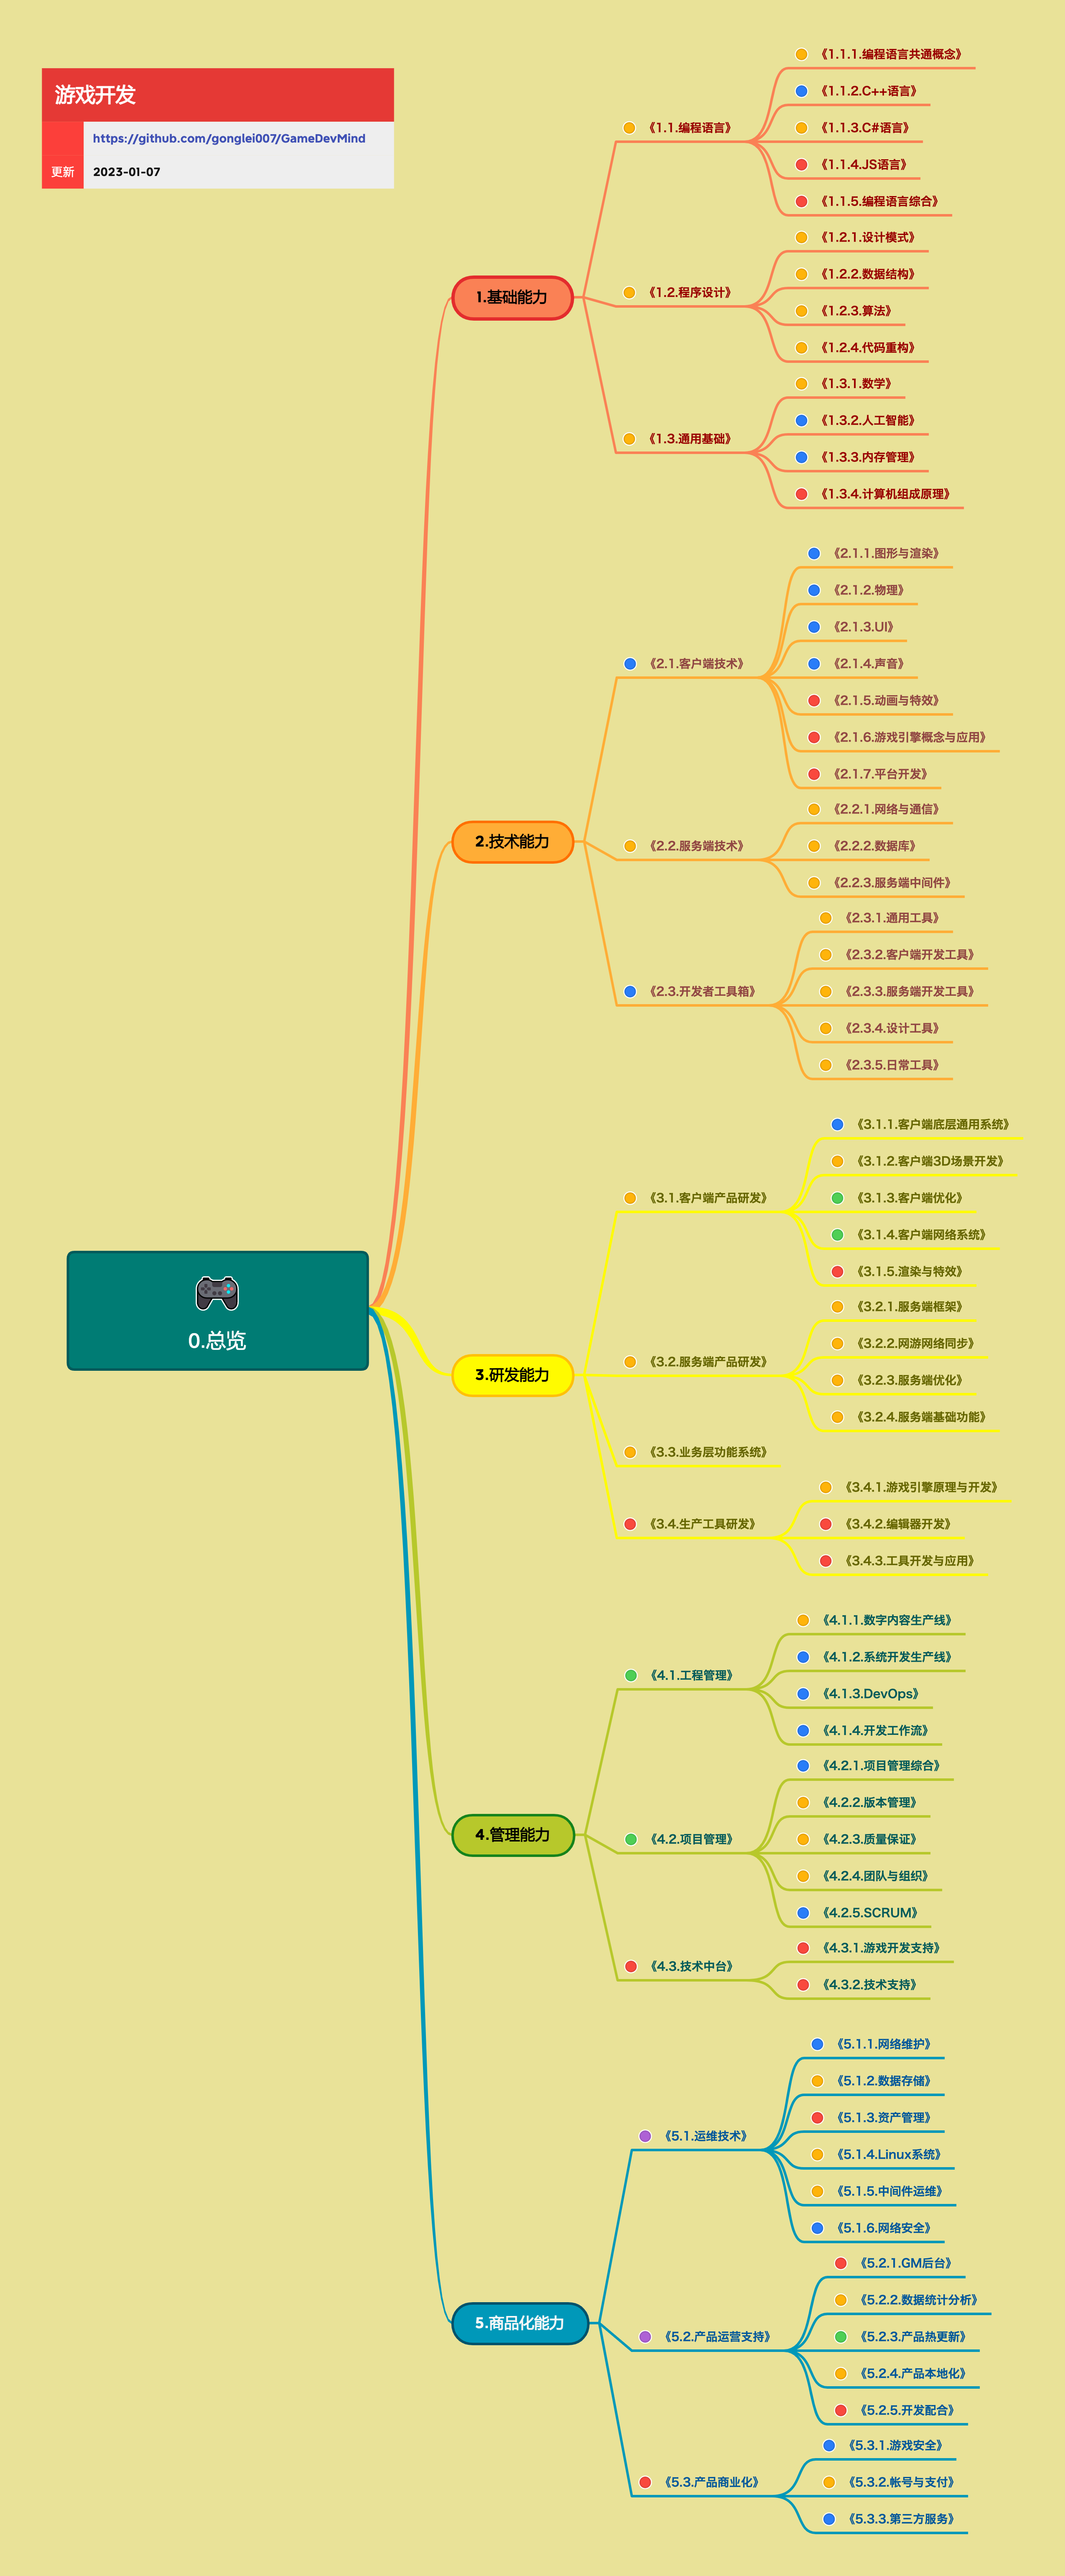 游戏开发
https://github.com/gonglei007/GameDevMind
更新 2023-01-07
0.总览
1.基础能力
《1.1.编程语言》
《1.1.1.编程语言共通概念》
《1.1.2.C++语言》
《1.1.3.C#语言》
《1.1.4.JS语言》
《1.1.5.编程语言综合》
《1.2.程序设计》
《1.2.1.设计模式》
《1.2.2.数据结构》
《1.2.3.算法》
《1.2.4.代码重构》
《1.3.通用基础》
《1.3.1.数学》
《1.3.2.人工智能》
《1.3.3.内存管理》
《1.3.4.计算机组成原理》
2.技术能力
《2.1.客户端技术》
《2.1.1.图形与渲染》
《2.1.2.物理》
《2.1.3.UI》
《2.1.4.声音》
《2.1.5.动画与特效》
《2.1.6.游戏引擎概念与应用》
《2.1.7.平台开发》
《2.2.服务端技术》
《2.2.1.网络与通信》
《2.2.2.数据库》
《2.2.3.服务端中间件》
《2.3.开发者工具箱》
《2.3.1.通用工具》
《2.3.2.客户端开发工具》
《2.3.3.服务端开发工具》
《2.3.4.设计工具》
《2.3.5.日常工具》
3.研发能力
《3.1.客户端产品研发》
《3.1.1.客户端底层通用系统》
《3.1.2.客户端3D场景开发》
《3.1.3.客户端优化》
《3.1.4.客户端网络系统》
《3.1.5.渲染与特效》
《3.2.服务端产品研发》
《3.2.1.服务端框架》
《3.2.2.网游网络同步》
《3.2.3.服务端优化》
《3.2.4.服务端基础功能》
《3.3.业务层功能系统》
《3.4.生产工具研发》
《3.4.1.游戏引擎原理与开发》
《3.4.2.编辑器开发》
《3.4.3.工具开发与应用》
4.管理能力
《4.1.工程管理》
《4.1.1.数字内容生产线》
《4.1.2.系统开发生产线》
《4.1.3.DevOps》
《4.1.4.开发工作流》
《4.2.项目管理》
《4.2.1.项目管理综合》
《4.2.2.版本管理》
《4.2.3.质量保证》
《4.2.4.团队与组织》
《4.2.5.SCRUM》
《4.3.技术中台》
《4.3.1.游戏开发支持》
《4.3.2.技术支持》
5.商品化能力
《5.1.运维技术》
《5.1.1.网络维护》
《5.1.2.数据存储》
《5.1.3.资产管理》
《5.1.4.Linux系统》
《5.1.5.中间件运维》
《5.1.6.网络安全》
《5.2.产品运营支持》
《5.2.1.GM后台》
《5.2.2.数据统计分析》
《5.2.3.产品热更新》
《5.2.4.产品本地化》
《5.2.5.开发配合》
《5.3.产品商业化》
《5.3.1.游戏安全》
《5.3.2.帐号与支付》
《5.3.3.第三方服务》